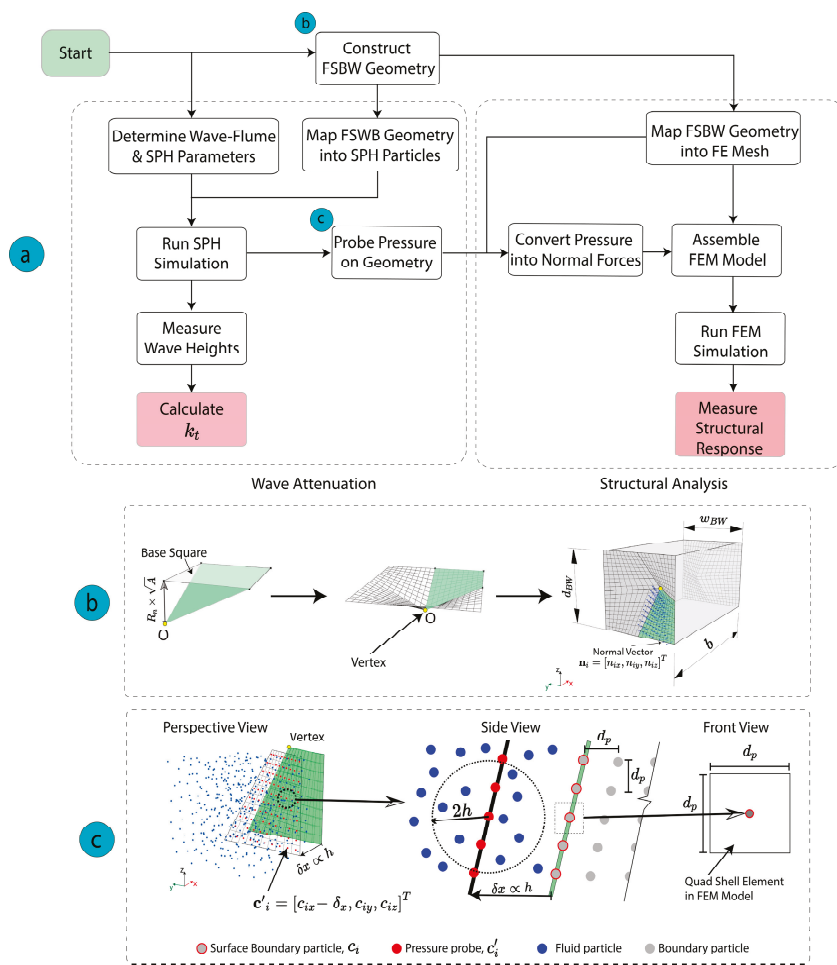 b
Start
Construct
FSBW Geometry
Determine Wave-Flume
& SPH Parameters
Map FSWB Geometry
into SPH Particles
Map FSBW Geometry
into FE Mesh
a
c
Run SPH
Simulation
Probe Pressure
on Geometry
Convert Pressure
into Normal Forces
Assemble
FEM Model
Measure
Wave Heights
Run FEM
Simulation
Calculate
k_t
Measure
Structural
Response
Wave Attenuation
Structural Analysis
b
Base Square
R_n × √A
O
O
Vertex
w_BW
d_BW
b
Normal Vector
n_i = [n_ix, n_iy, n_iz]^T
z
y
x
c
Perspective View
Side View
Front View
Vertex
d_p
d_p
d_p
d_p
2h
δx ∝ h
δx ∝ h
z
y
x
c'_i = [c_ix − δ_x, c_iy, c_iz]^T
Quad Shell Element
in FEM Model
Surface Boundary particle, c_i
Pressure probe, c_i'
Fluid particle
Boundary particle